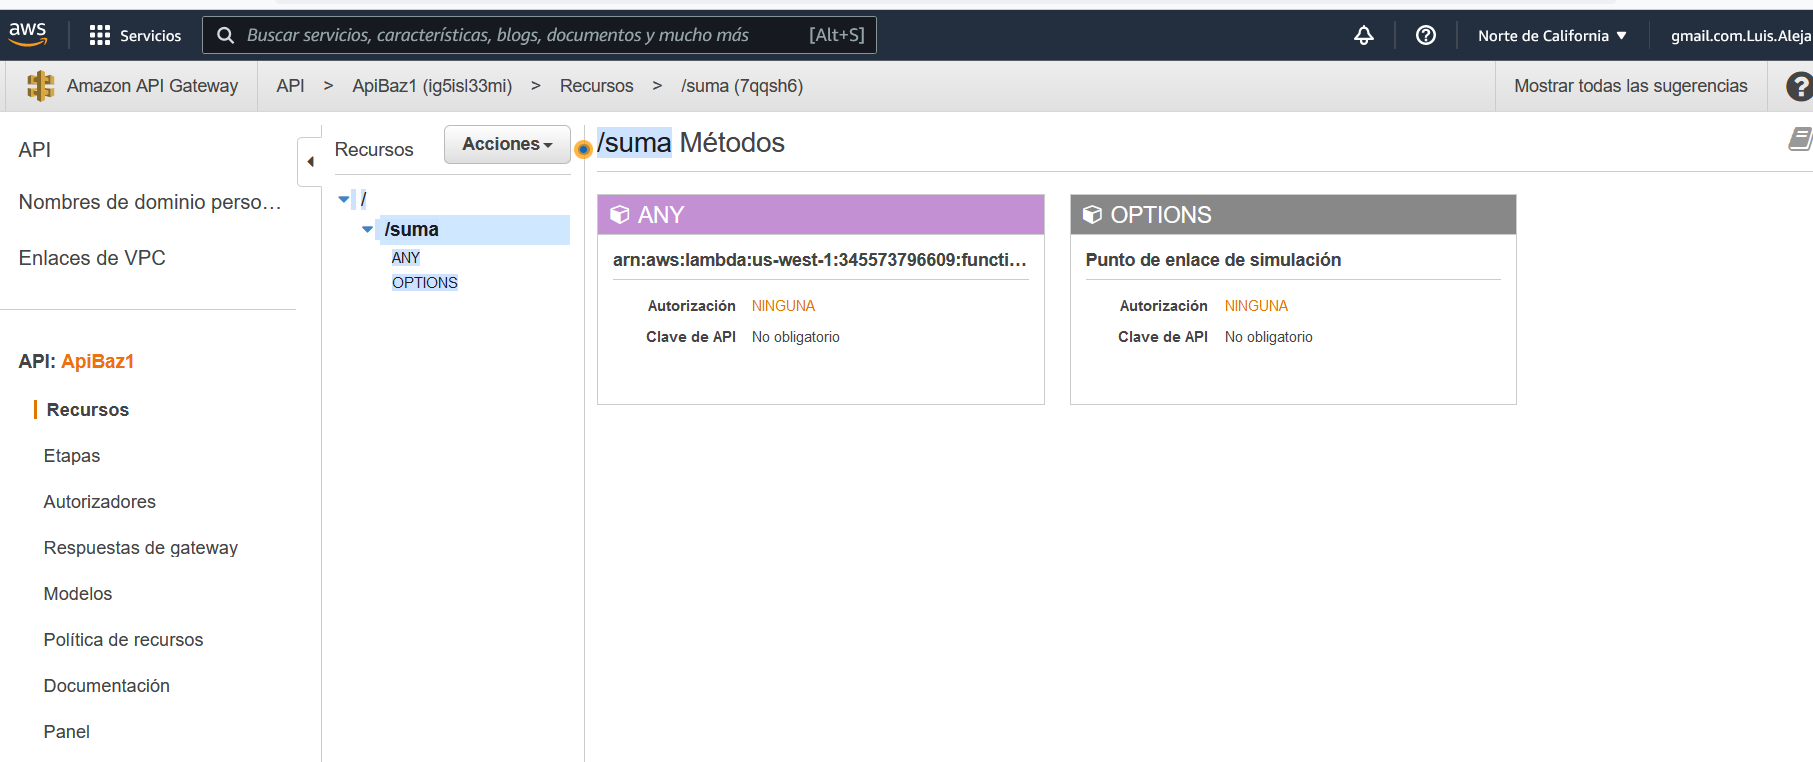 aws
Servicios
Buscar servicios, características, blogs, documentos y mucho más [Alt+S]
Norte de California
gmail.com.Luis.Aleja
Amazon API Gateway
API > ApiBaz1 (ig5isl33mi) > Recursos > /suma (7qqsh6)
Mostrar todas las sugerencias
API
Nombres de dominio perso...
Enlaces de VPC
API: ApiBaz1
Recursos
Etapas
Autorizadores
Respuestas de gateway
Modelos
Política de recursos
Documentación
Panel
Recursos
Acciones
/
/suma
ANY
OPTIONS
/suma Métodos
ANY
arn:aws:lambda:us-west-1:345573796609:functi...
Autorización NINGUNA
Clave de API No obligatorio
OPTIONS
Punto de enlace de simulación
Autorización NINGUNA
Clave de API No obligatorio